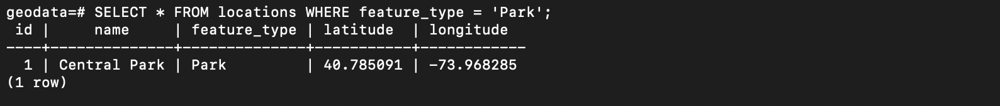 geodata=# SELECT * FROM locations WHERE feature_type = 'Park';
 id |     name     | feature_type | latitude  | longitude
----+--------------+--------------+-----------+------------
  1 | Central Park | Park         | 40.785091 | -73.968285
(1 row)